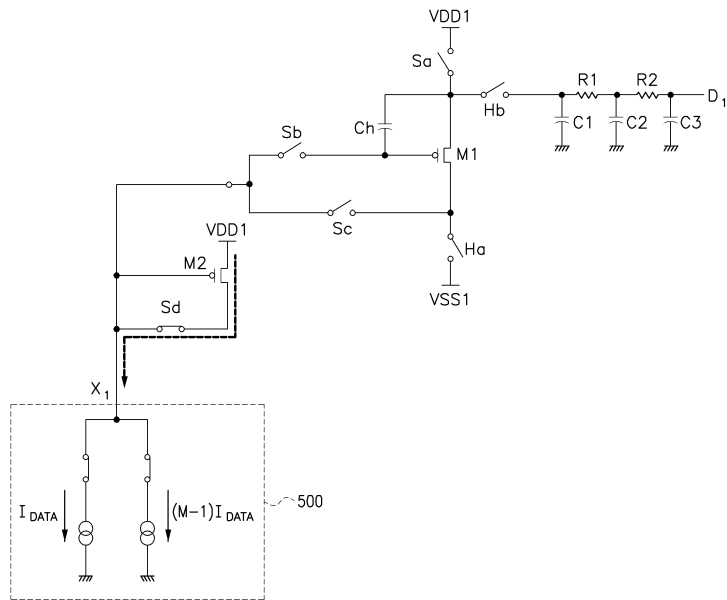 VDD1
Sa
R1
R2
D1
Hb
Ch
C1
C2
C3
Sb
M1
Sc
VDD1
Ha
M2
VSS1
Sd
X1
500
IDATA
(M-1)IDATA